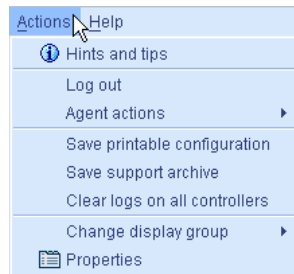 Actions Help
Hints and tips
Log out
Agent actions
Save printable configuration
Save support archive
Clear logs on all controllers
Change display group
Properties